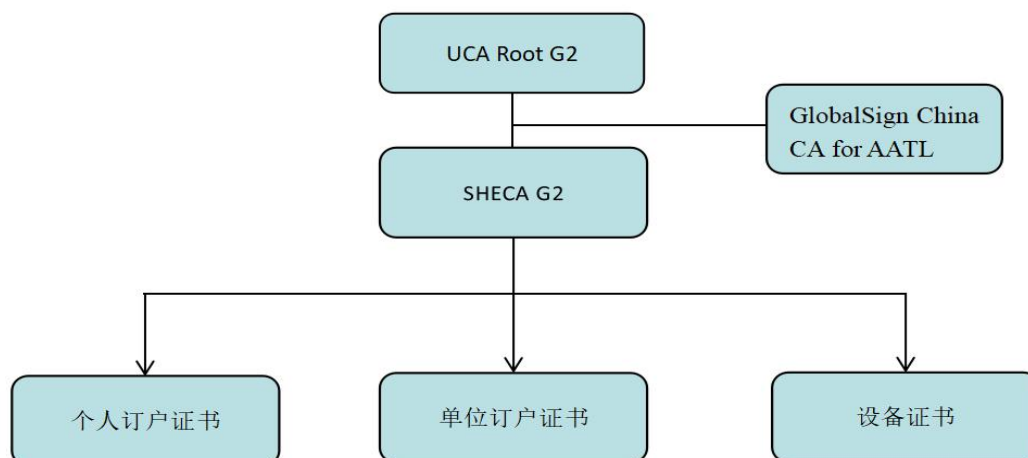 UCA Root G2
GlobalSign China
CA for AATL
SHECA G2
个人订户证书
单位订户证书
设备证书